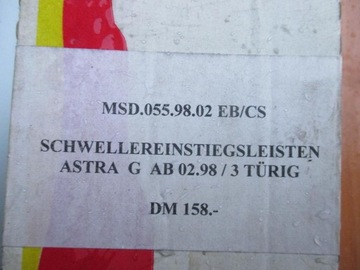 MSD.055.98.02 EB/CS
SCHWELLEREINSTIEGSLEISTEN
ASTRA G AB 02.98 / 3 TÜRIG
DM 158.-